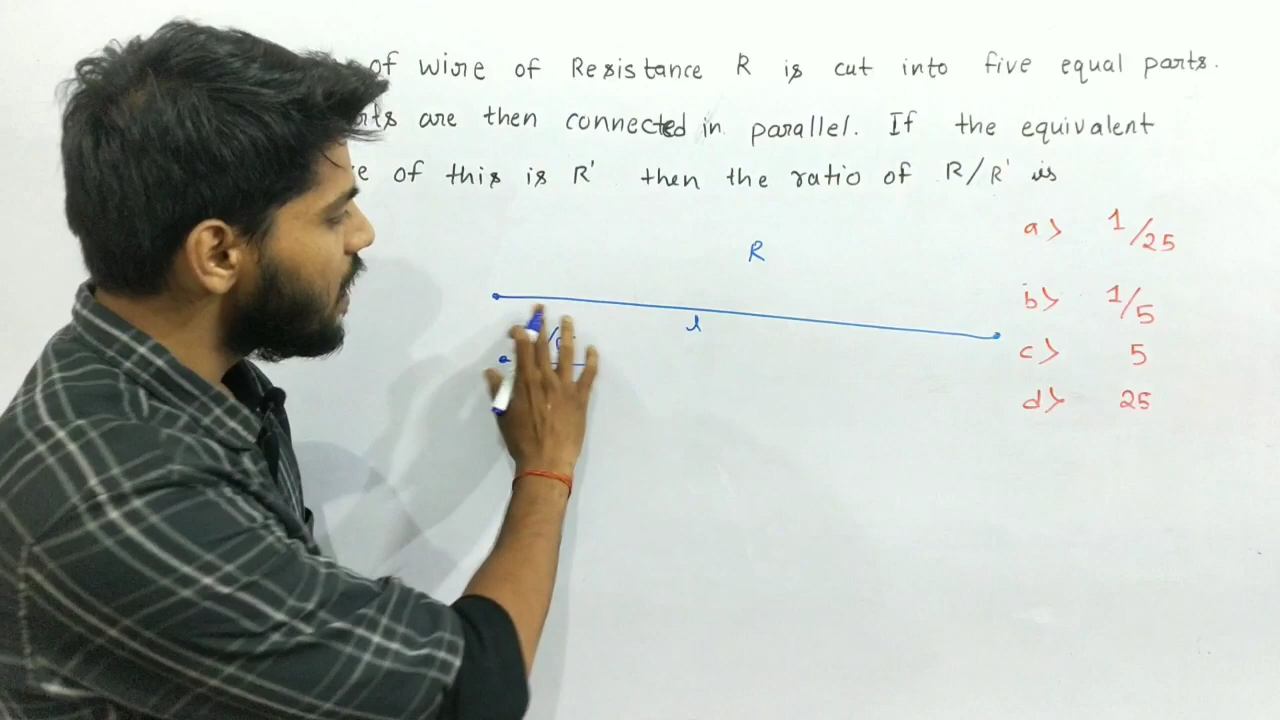 of wire of Resistance R is cut into five equal parts.
are then connected in parallel. If the equivalent
of this is R' then the ratio of R/R' is
a> 1/25
R
b> 1/5
l
c> 5
d> 25